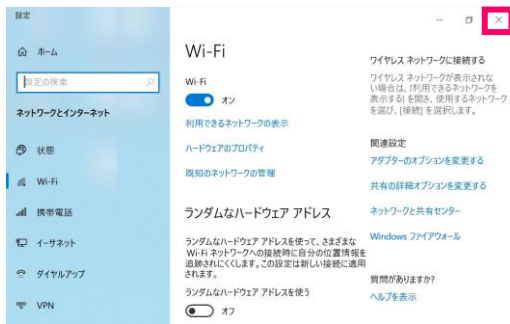 設定
ホーム
設定の検索
ネットワークとインターネット
状態
Wi-Fi
携帯電話
イーサネット
ダイヤルアップ
VPN
Wi-Fi
Wi-Fi
オン
利用できるネットワークの表示
ハードウェアのプロパティ
既知のネットワークの管理
ランダムなハードウェア アドレス
ランダムなハードウェア アドレスを使って、さまざまな
Wi-Fi ネットワークへの接続時に自分の位置情報を
追跡されにくくします。この設定は新しい接続に適用
されます。
ランダムなハードウェア アドレスを使う
オフ
ワイヤレス ネットワークに接続する
ワイヤレス ネットワークが表示されな
い場合は、[利用できるネットワークを
表示する] を開き、使用するネットワーク
を選び、[接続] を選択します。
関連設定
アダプターのオプションを変更する
共有の詳細オプションを変更する
ネットワークと共有センター
Windows ファイアウォール
質問がありますか?
ヘルプを表示